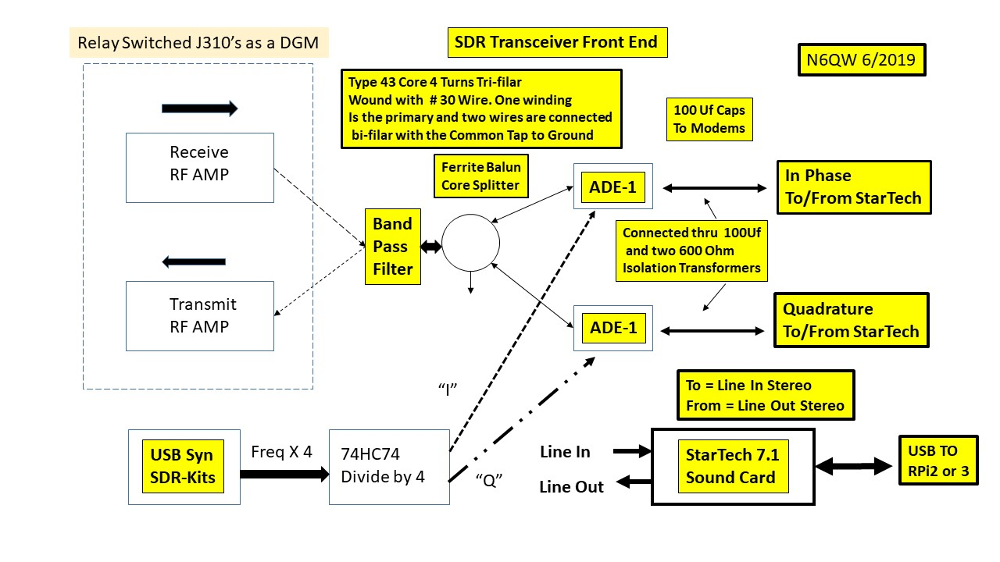 Relay Switched J310's as a DGM
SDR Transceiver Front End
N6QW 6/2019
Type 43 Core 4 Turns Tri-filar
Wound with # 30 Wire. One winding
Is the primary and two wires are connected
bi-filar with the Common Tap to Ground
100 Uf Caps
To Modems
Receive
RF AMP
Ferrite Balun
Core Splitter
ADE-1
In Phase
To/From StarTech
Band
Pass
Filter
Connected thru 100Uf
and two 600 Ohm
Isolation Transformers
Transmit
RF AMP
ADE-1
Quadrature
To/From StarTech
"I"
To = Line In Stereo
From = Line Out Stereo
USB Syn
SDR-Kits
Freq X 4
74HC74
Divide by 4
"Q"
Line In
Line Out
StarTech 7.1
Sound Card
USB TO
RPi2 or 3